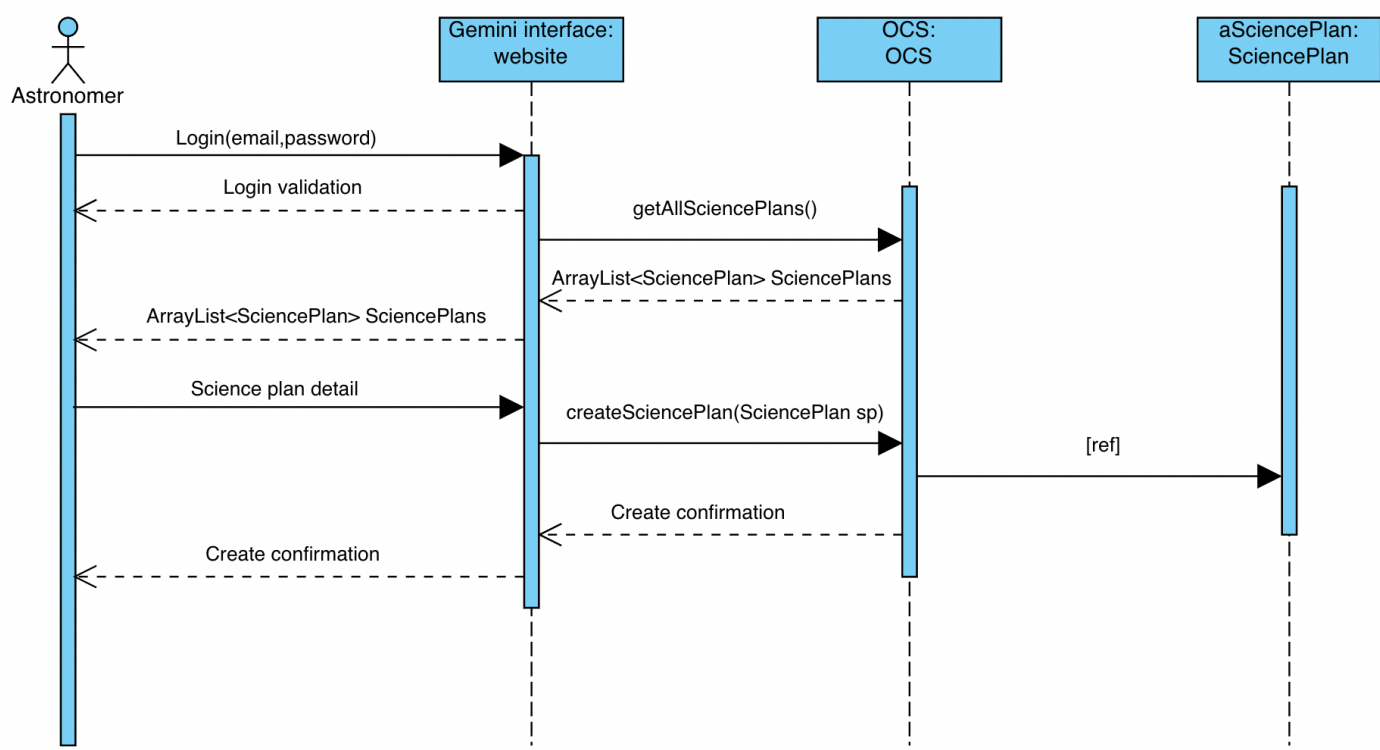 Gemini interface:
website
OCS:
OCS
aSciencePlan:
SciencePlan
Astronomer
Login(email,password)
Login validation
getAllSciencePlans()
ArrayList<SciencePlan> SciencePlans
ArrayList<SciencePlan> SciencePlans
Science plan detail
createSciencePlan(SciencePlan sp)
[ref]
Create confirmation
Create confirmation